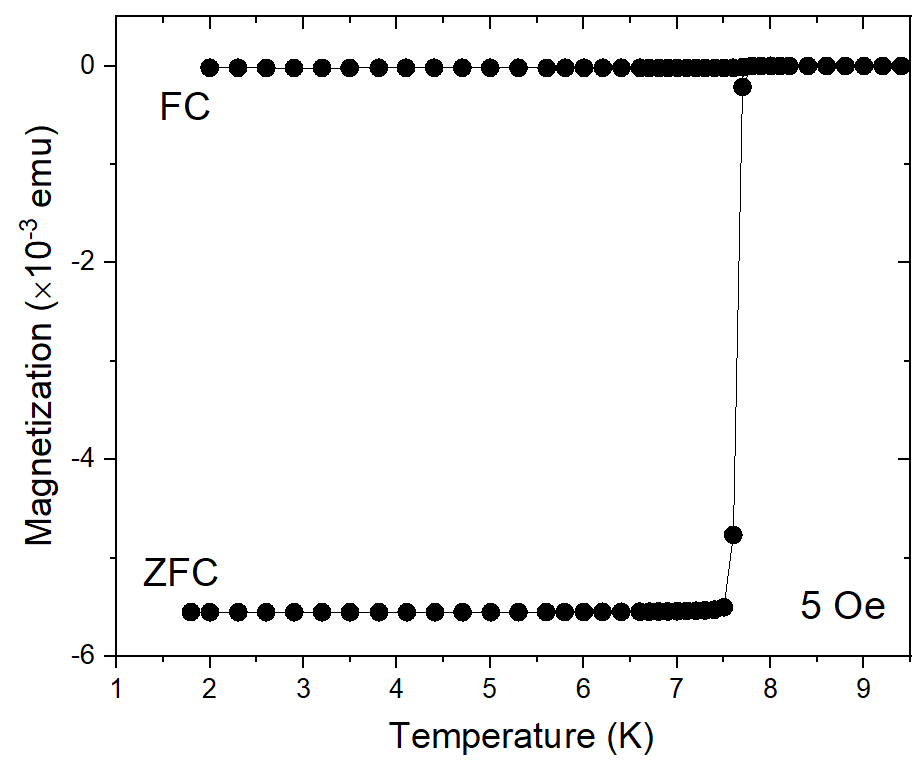 0
FC
-2
Magnetization (×10⁻³ emu)
-4
ZFC
5 Oe
-6
1 2 3 4 5 6 7 8 9
Temperature (K)